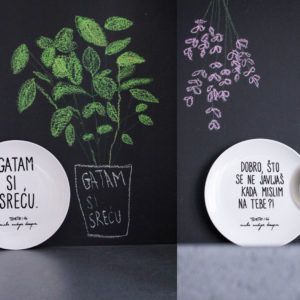 GATAM
SI
SREĆU.
GATAM
SI
SREĆU
DOBRO, ŠTO
SE NE JAVLJAŠ
KADA MISLIM
NA TEBE?!